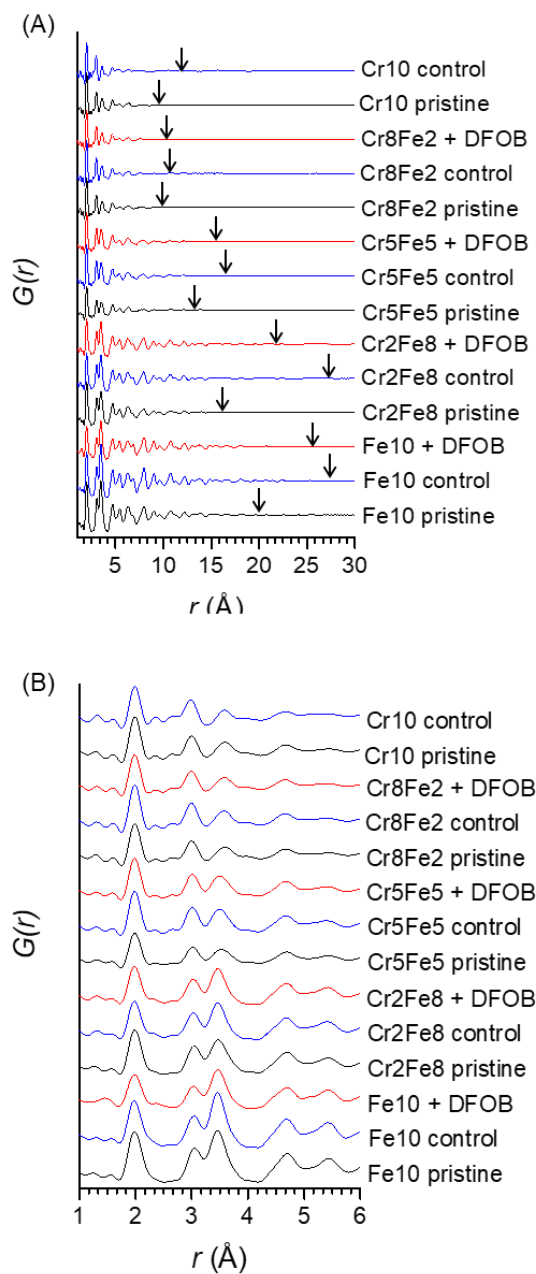 (A)
Cr10 control
Cr10 pristine
Cr8Fe2 + DFOB
Cr8Fe2 control
Cr8Fe2 pristine
Cr5Fe5 + DFOB
Cr5Fe5 control
Cr5Fe5 pristine
Cr2Fe8 + DFOB
Cr2Fe8 control
Cr2Fe8 pristine
Fe10 + DFOB
Fe10 control
Fe10 pristine
G(r)
5 10 15 20 25 30
r (Å)
(B)
Cr10 control
Cr10 pristine
Cr8Fe2 + DFOB
Cr8Fe2 control
Cr8Fe2 pristine
Cr5Fe5 + DFOB
Cr5Fe5 control
Cr5Fe5 pristine
Cr2Fe8 + DFOB
Cr2Fe8 control
Cr2Fe8 pristine
Fe10 + DFOB
Fe10 control
Fe10 pristine
G(r)
1 2 3 4 5 6
r (Å)